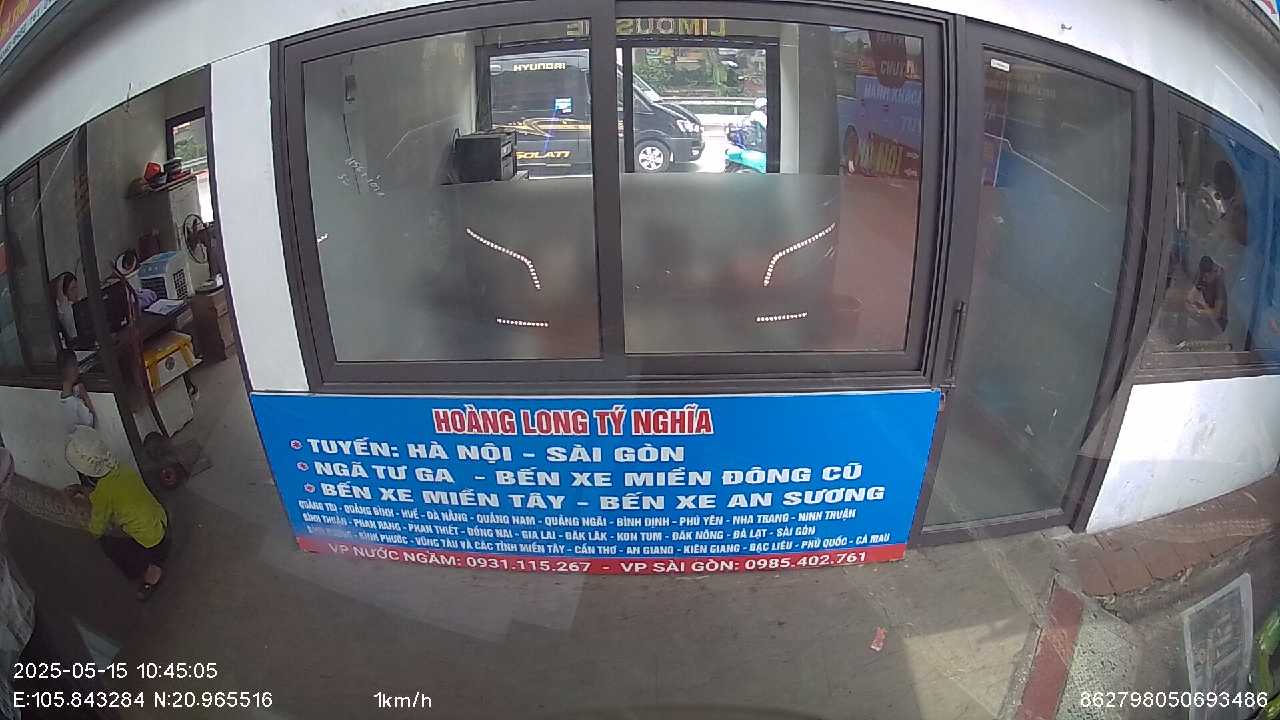 LIMOUSINE
HYUNDAI
SOLATI
HOÀNG LONG TÝ NGHĨA
TUYẾN: HÀ NỘI - SÀI GÒN
NGÃ TƯ GA - BẾN XE MIỀN ĐÔNG CŨ
BẾN XE MIỀN TÂY - BẾN XE AN SƯƠNG
QUẢNG TRỊ - QUẢNG BÌNH - HUẾ - ĐÀ NẴNG - QUẢNG NAM - QUẢNG NGÃI - BÌNH ĐỊNH - PHÚ YÊN - NHA TRANG - NINH THUẬN
BÌNH THUẬN - PHAN RANG - PHAN THIẾT - ĐỒNG NAI - GIA LAI - ĐĂK LĂK - KON TUM - ĐĂK NÔNG - ĐÀ LẠT - SÀI GÒN
BÌNH PHƯỚC - VŨNG TÀU VÀ CÁC TỈNH MIỀN TÂY - CẦN THƠ - AN GIANG - KIÊN GIANG - BẠC LIÊU - PHÚ QUỐC - CÀ MAU
VP NƯỚC NGẦM: 0931.115.267 - VP SÀI GÒN: 0985.402.761
2025-05-15 10:45:05
E:105.843284 N:20.965516
1km/h
862798050693486